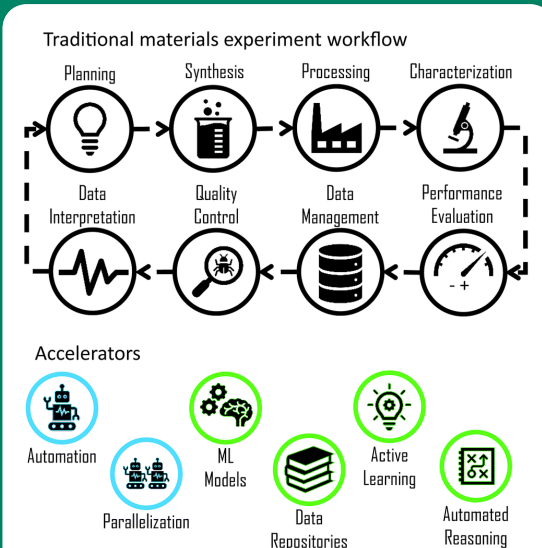 Traditional materials experiment workflow
Planning
Synthesis
Processing
Characterization
Data
Interpretation
Quality
Control
Data
Management
Performance
Evaluation
- +
Accelerators
Automation
Parallelization
ML
Models
Data
Repositories
Active
Learning
Automated
Reasoning